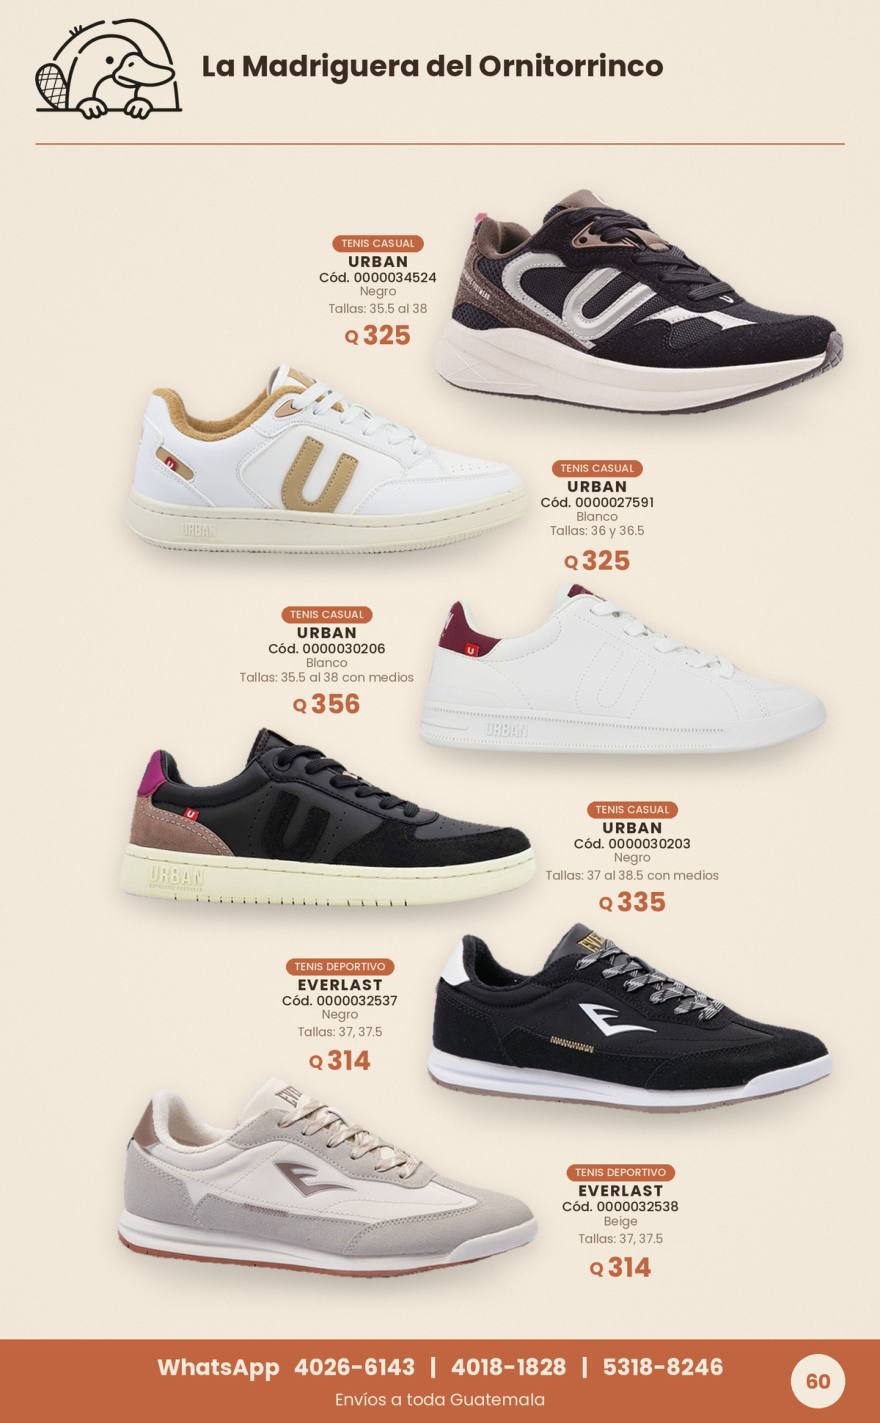 La Madriguera del Ornitorrinco
TENIS CASUAL
URBAN
Cód. 0000034524
Negro
Tallas: 35.5 al 38
Q 325
TENIS CASUAL
URBAN
Cód. 0000027591
Blanco
Tallas: 36 y 36.5
Q 325
URBAN
TENIS CASUAL
URBAN
Cód. 0000030206
Blanco
Tallas: 35.5 al 38 con medios
Q 356
URBAN
TENIS CASUAL
URBAN
Cód. 0000030203
Negro
Tallas: 37 al 38.5 con medios
Q 335
URBAN
TENIS DEPORTIVO
EVERLAST
Cód. 0000032537
Negro
Tallas: 37, 37.5
Q 314
TENIS DEPORTIVO
EVERLAST
Cód. 0000032538
Beige
Tallas: 37, 37.5
Q 314
WhatsApp 4026-6143 | 4018-1828 | 5318-8246
Envíos a toda Guatemala
60